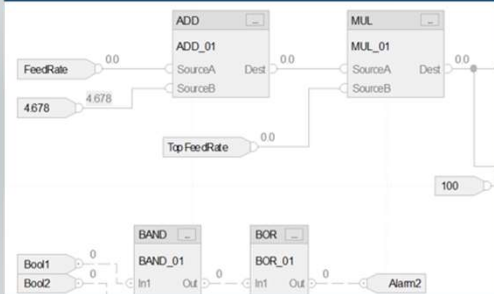 ADD ...
MUL ...
ADD_01
MUL_01
FeedRate 0.0 SourceA Dest 0.0 SourceA Dest 0.0
4.678 4.678 SourceB SourceB
TopFeedRate 0.0
100
BAND ...
BOR ...
BAND_01
BOR_01
Bool1 0
Bool2 0 In1 Out 0 In1 Out 0 Alarm2